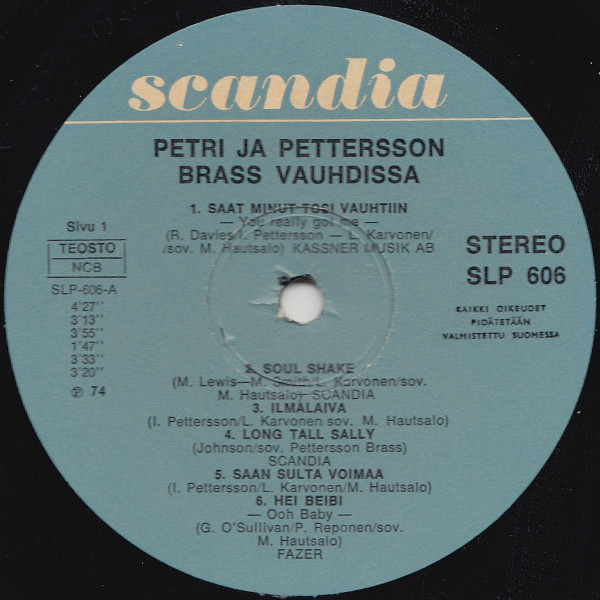 scandia
PETRI JA PETTERSSON
BRASS VAUHDISSA
1. SAAT MINUT TOSI VAUHTIIN
— You really got me —
(R. Davies/I. Pettersson — L. Karvonen/
/sov. M. Hautsalo) KASSNER MUSIK AB
Sivu 1
TEOSTO
NCB
SLP-606-A
4'27''
3'13''
3'55''
1'47''
3'33''
3'20''
℗ 74
STEREO
SLP 606
KAIKKI OIKEUDET
PIDÄTETÄÄN
VALMISTETTU SUOMESSA
2. SOUL SHAKE
(M. Lewis—M. Smith/L. Karvonen/sov.
M. Hautsalo) SCANDIA
3. ILMALAIVA
(I. Pettersson/L. Karvonen sov. M. Hautsalo)
4. LONG TALL SALLY
(Johnson/sov. Pettersson Brass)
SCANDIA
5. SAAN SULTA VOIMAA
(I. Pettersson/L. Karvonen/M. Hautsalo)
6. HEI BEIBI
— Ooh Baby —
(G. O'Sullivan/P. Reponen/sov.
M. Hautsalo)
FAZER